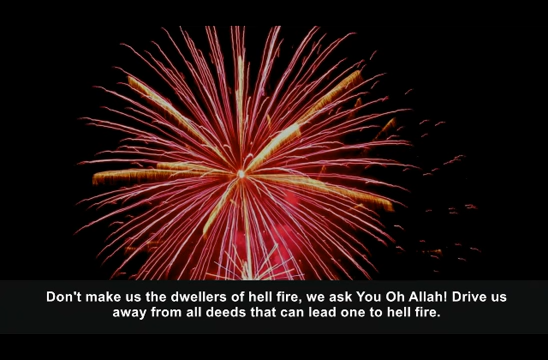 Don't make us the dwellers of hell fire, we ask You Oh Allah! Drive us
away from all deeds that can lead one to hell fire.